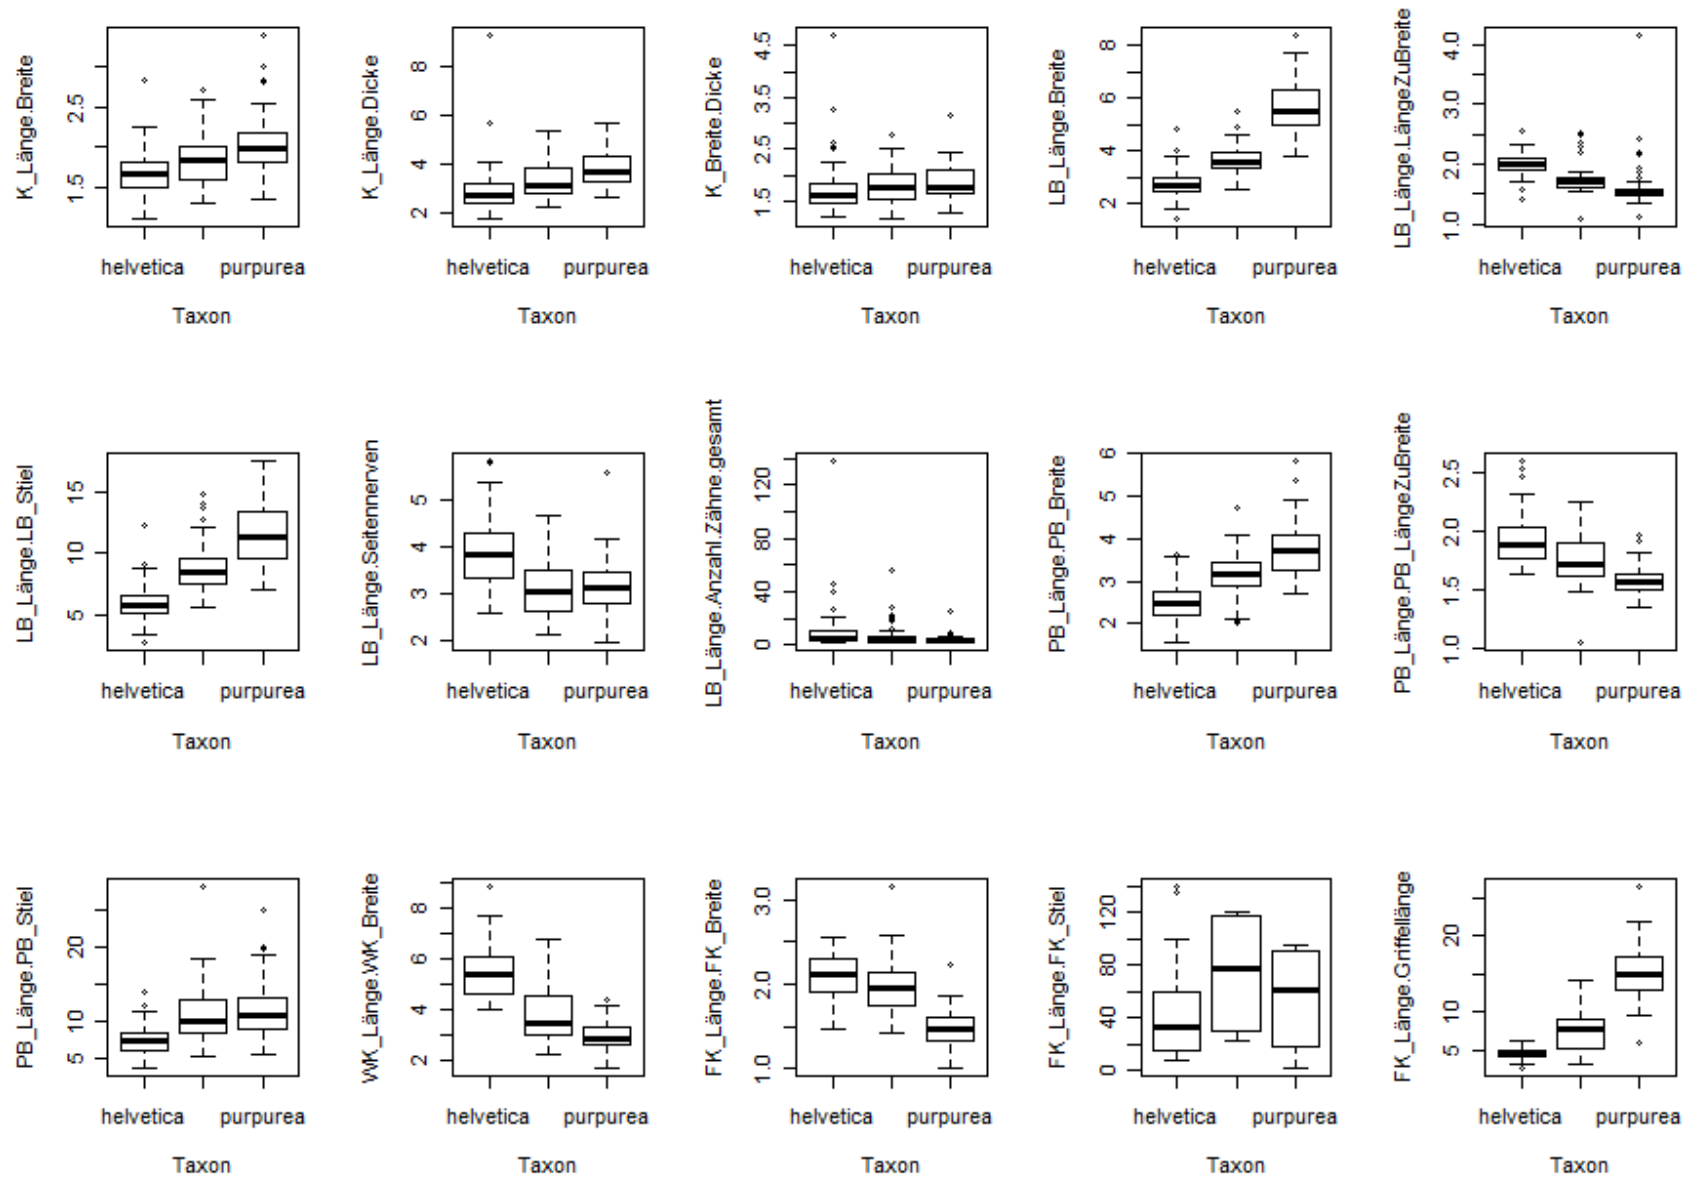 K_Länge.Breite
1.5 2.5
helvetica purpurea
Taxon
K_Länge.Dicke
2 4 6 8
helvetica purpurea
Taxon
K_Breite.Dicke
1.5 2.5 3.5 4.5
helvetica purpurea
Taxon
LB_Länge.Breite
2 4 6 8
helvetica purpurea
Taxon
LB_Länge.LängeZuBreite
1.0 2.0 3.0 4.0
helvetica purpurea
Taxon
LB_Länge.LB_Stiel
5 10 15
helvetica purpurea
Taxon
LB_Länge.Seitennerven
2 3 4 5
helvetica purpurea
Taxon
LB_Länge.Anzahl.Zähne.gesamt
0 40 80 120
helvetica purpurea
Taxon
PB_Länge.PB_Breite
2 3 4 5 6
helvetica purpurea
Taxon
PB_Länge.PB_LängeZuBreite
1.0 1.5 2.0 2.5
helvetica purpurea
Taxon
PB_Länge.PB_Stiel
5 10 20
helvetica purpurea
Taxon
WK_Länge.WK_Breite
2 4 6 8
helvetica purpurea
Taxon
FK_Länge.FK_Breite
1.0 2.0 3.0
helvetica purpurea
Taxon
FK_Länge.FK_Stiel
0 40 80 120
helvetica purpurea
Taxon
FK_Länge.Griffellänge
5 10 20
helvetica purpurea
Taxon